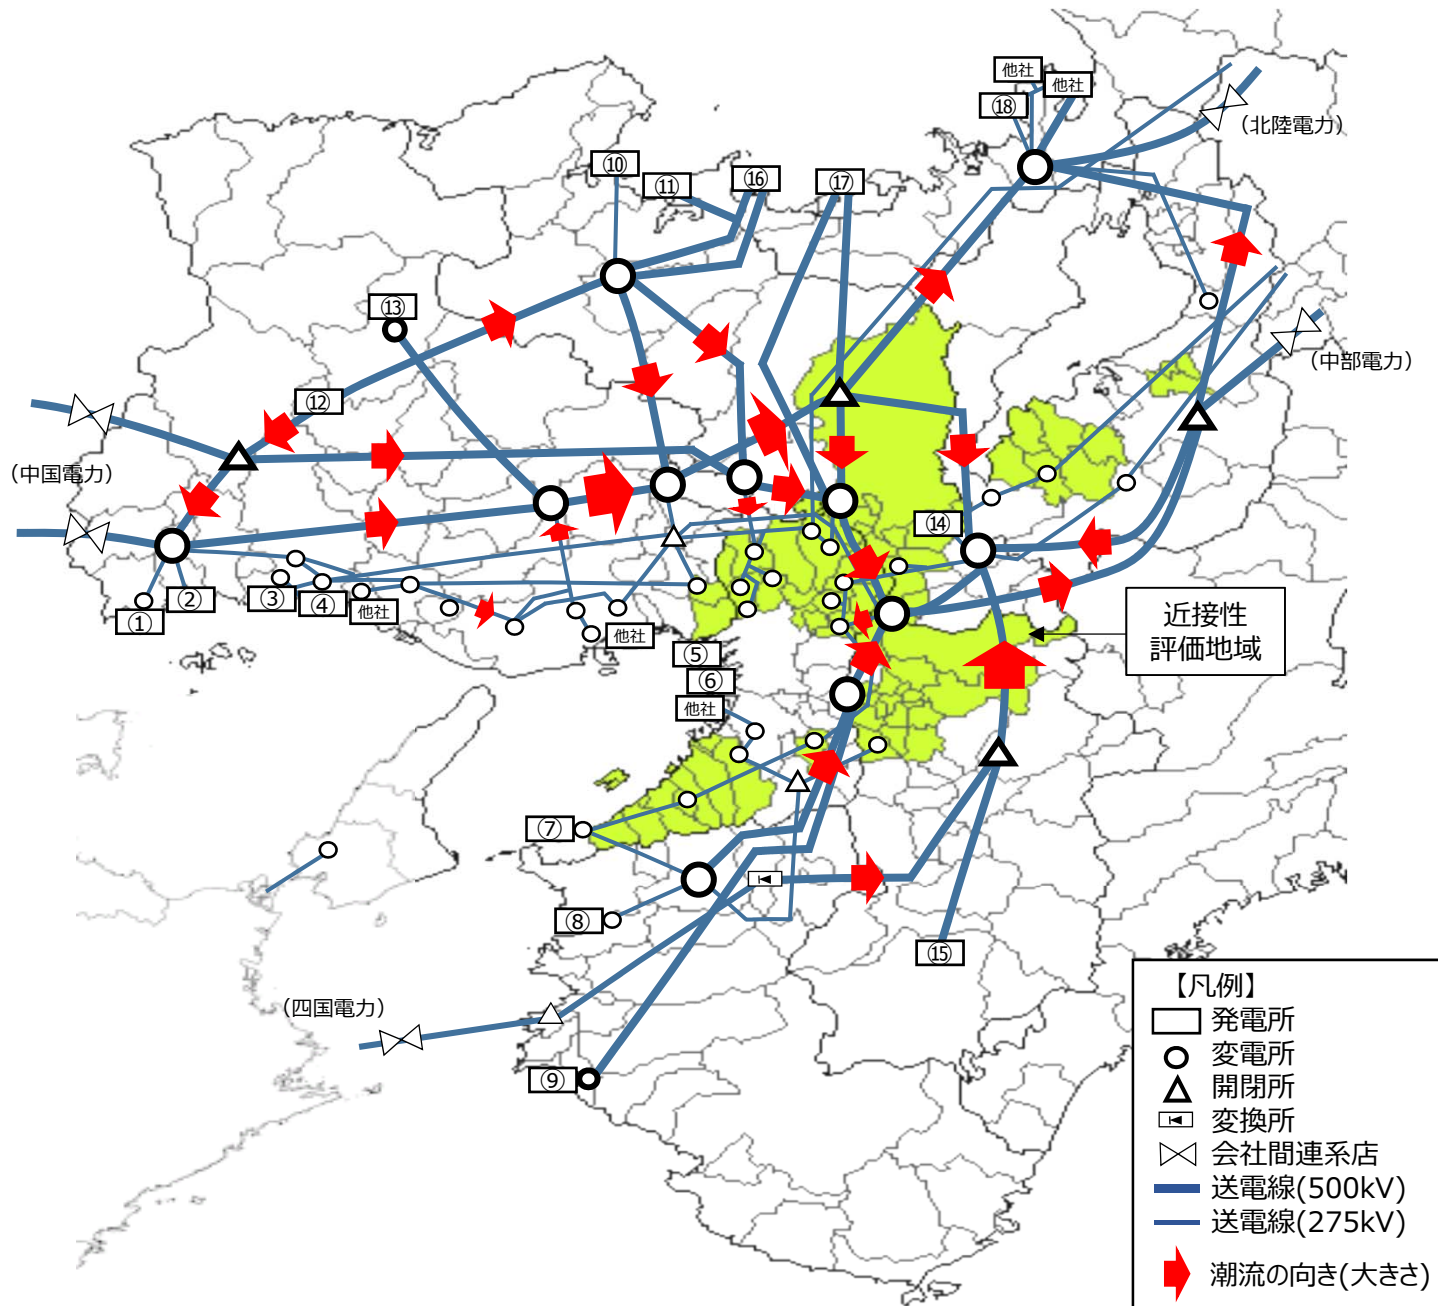 他社
他社
⑱
(北陸電力)
⑩
⑪
⑯
⑰
⑬
(中部電力)
⑫
(中国電力)
⑭
①
②
③
④
他社
他社
近接性
評価地域
⑤
⑥
他社
⑦
⑧
⑮
(四国電力)
⑨
【凡例】
発電所
変電所
開閉所
変換所
会社間連系店
送電線(500kV)
送電線(275kV)
潮流の向き(大きさ)